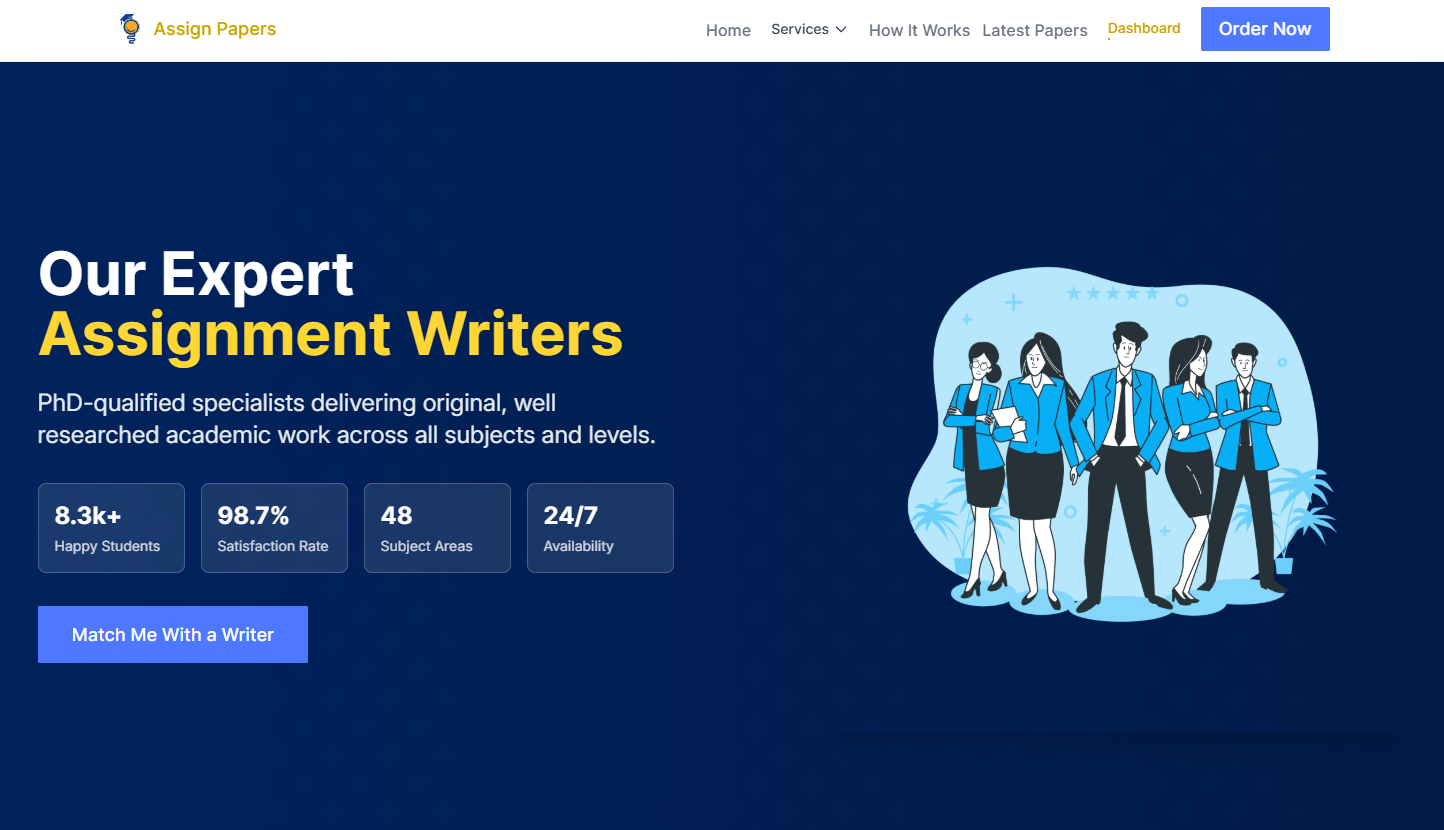 Assign Papers
Home
Services
How It Works
Latest Papers
Dashboard
Order Now
Our Expert
Assignment Writers
PhD-qualified specialists delivering original, well
researched academic work across all subjects and levels.
8.3k+
Happy Students
98.7%
Satisfaction Rate
48
Subject Areas
24/7
Availability
Match Me With a Writer